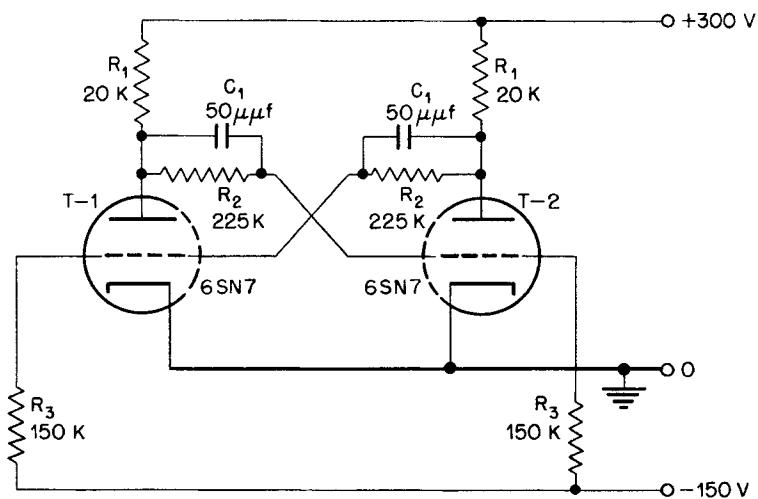 +300 V
R₁
20 K
C₁
50 μμf
C₁
50 μμf
R₁
20 K
T-1
R₂
225 K
R₂
225 K
T-2
6SN7
6SN7
0
R₃
150 K
R₃
150 K
-150 V